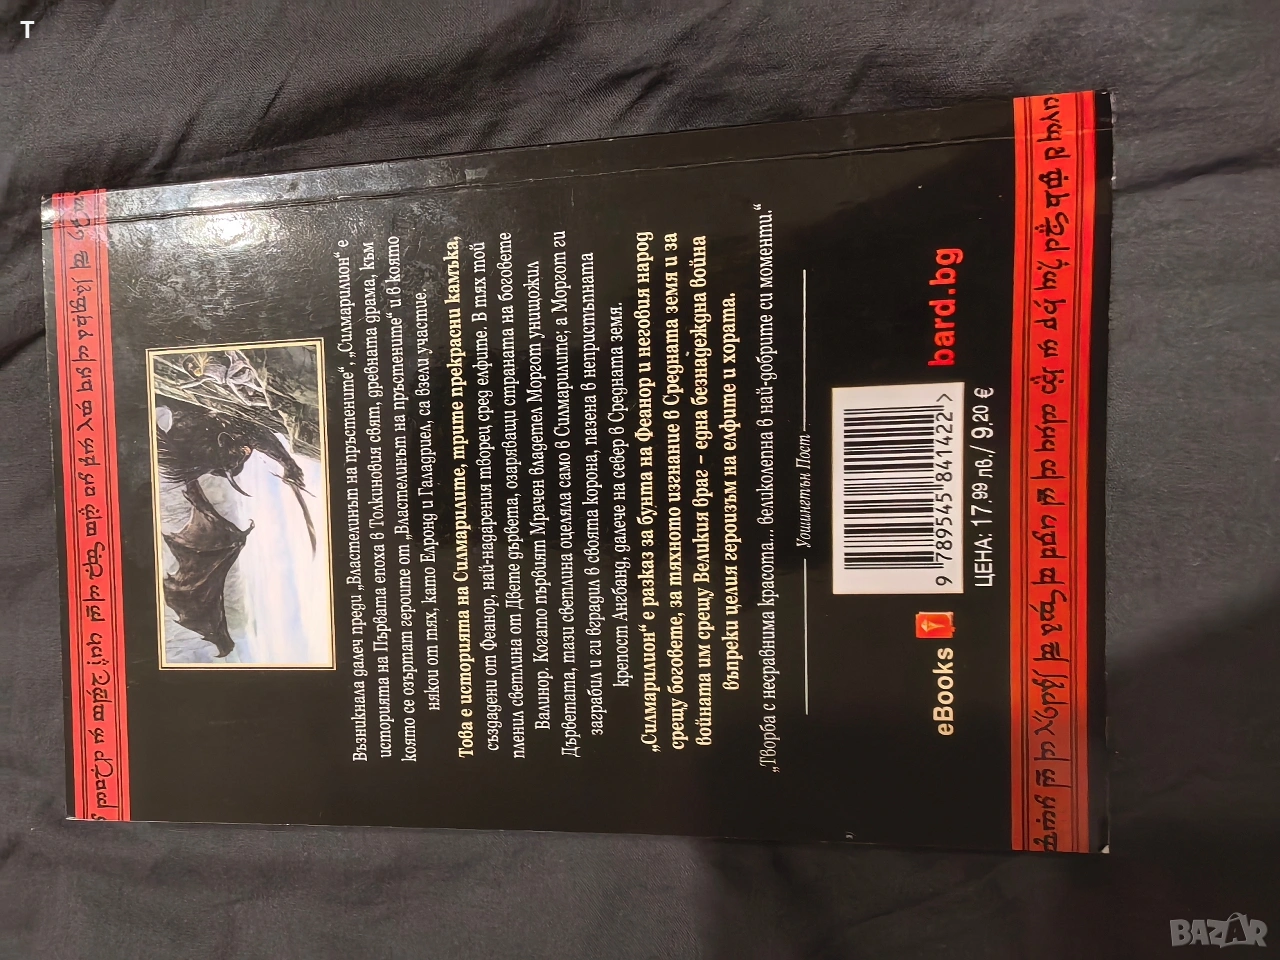 Възникнала далеч преди „Властелинът на пръстените“, „Силмарилион“ е
историята на Първата епоха в Толкиновия свят, древната драма, към
която се озъртат героите от „Властелинът на пръстените“ и в която
някои от тях, като Елронд и Галадриел, са взели участие.
Това е историята на Силмарилите, трите прекрасни камъка,
създадени от Феанор, най-надарения творец сред елфите. В тях той
пленил светлина от Двете дървета, озаряващи страната на боговете
Валинор. Когато първият Мрачен владетел Моргот унищожил
Дърветата, тази светлина оцеляла само в Силмарилите; а Моргот ги
заграбил и ги вградил в своята корона, пазена в непристъпната
крепост Ангбанд, далече на север в Средната земя.
„Силмарилион“ е разказ за бунта на Феанор и неговия народ
срещу боговете, за тяхното изгнание в Средната земя и за
войната им срещу Великия враг – една безнадеждна война
въпреки целия героизъм на елфите и хората.
„Творба с несравнима красота... великолепна в най-добрите си моменти.“
Уошингтън Пост
eBooks
bard.bg
9 789545 841422 >
ЦЕНА: 17,99 лв./ 9,20 €
T
BAZAR